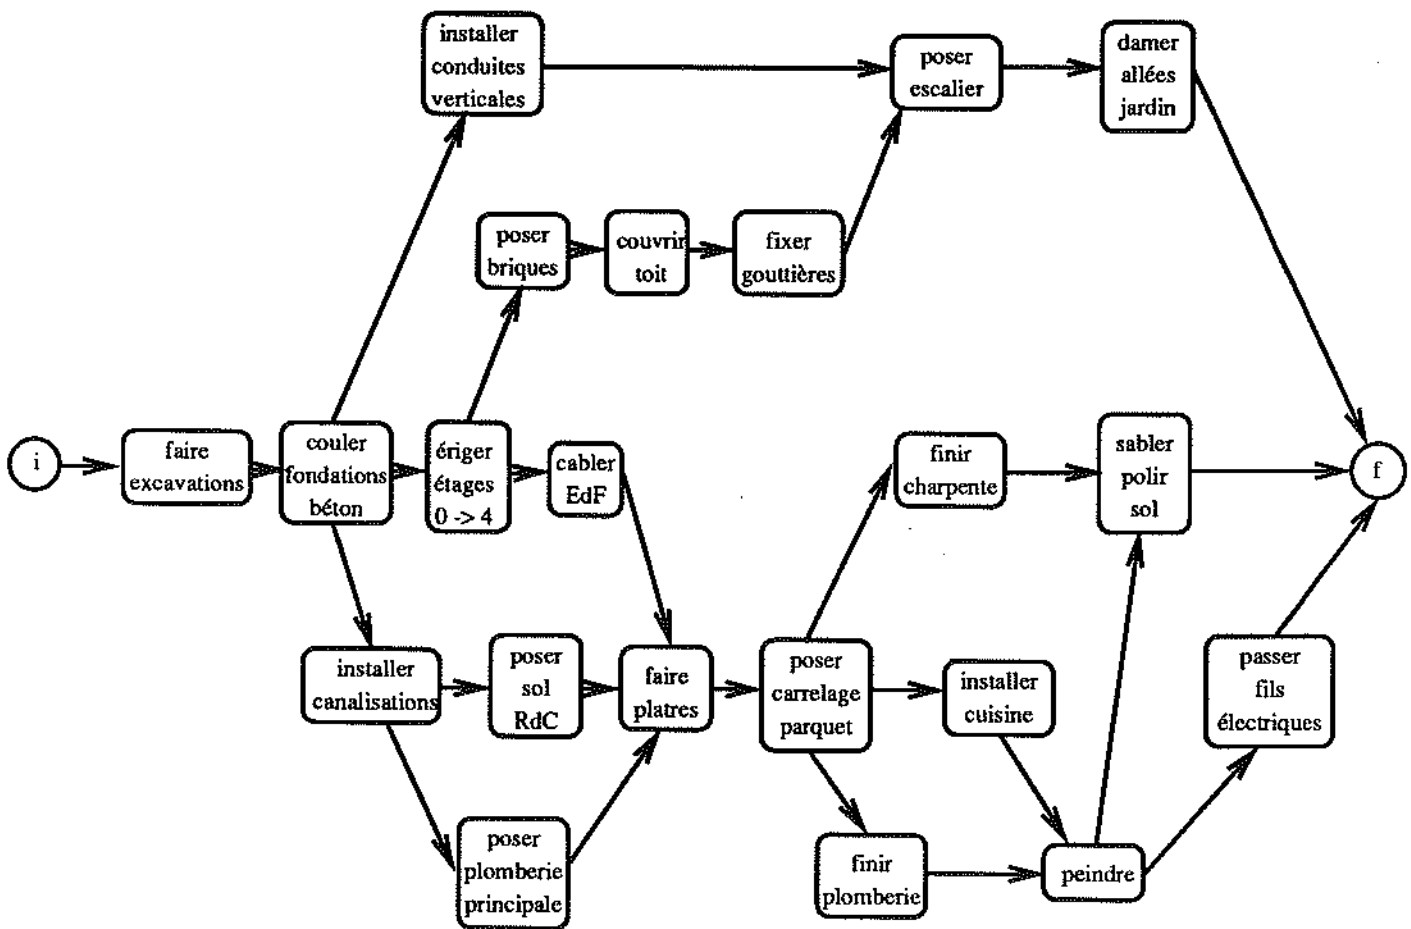 installer
conduites
verticales
poser
escalier
damer
allées
jardin
poser
briques
couvrir
toit
fixer
gouttières
i
faire
excavations
couler
fondations
béton
ériger
étages
0 -> 4
cabler
EdF
finir
charpente
sabler
polir
sol
f
installer
canalisations
poser
sol
RdC
faire
platres
poser
carrelage
parquet
installer
cuisine
passer
fils
électriques
poser
plomberie
principale
finir
plomberie
peindre